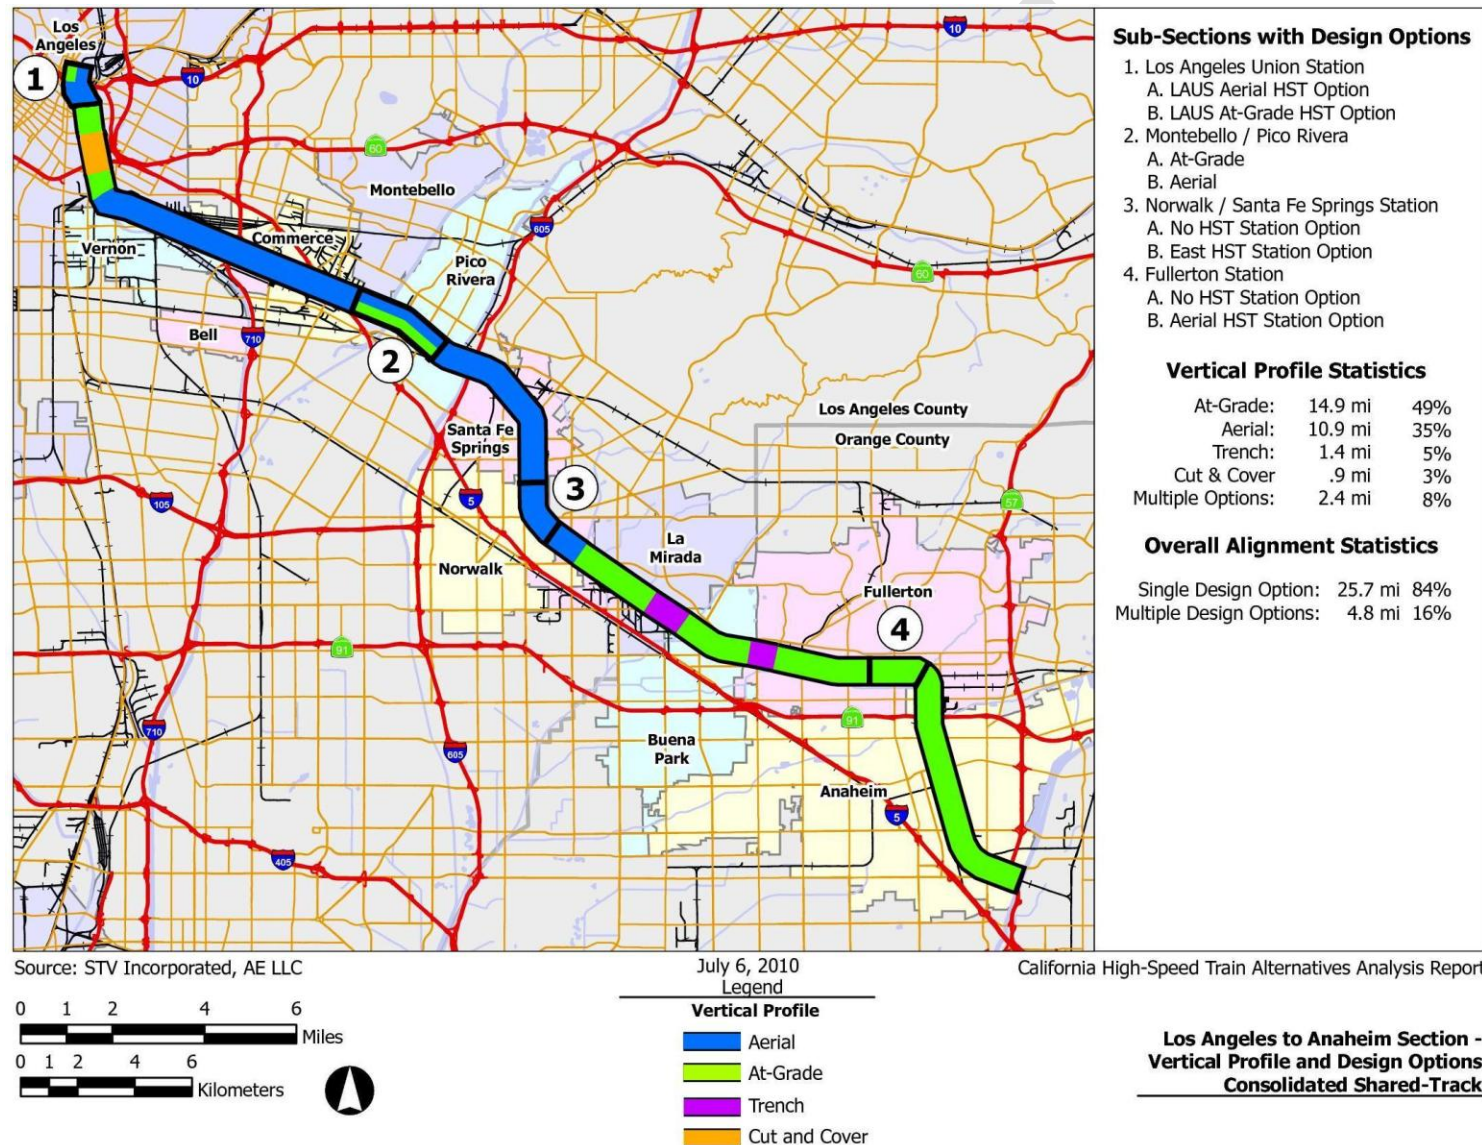 Los
Angeles
1
10
10
60
Montebello
605
Commerce
Vernon
Pico
Rivera
60
Bell
710
2
Los Angeles County
Orange County
Santa Fe
Springs
3
5
105
57
La
Mirada
Norwalk
Fullerton
4
91
91
710
605
Buena
Park
Anaheim
5
405
Sub-Sections with Design Options
1. Los Angeles Union Station
A. LAUS Aerial HST Option
B. LAUS At-Grade HST Option
2. Montebello / Pico Rivera
A. At-Grade
B. Aerial
3. Norwalk / Santa Fe Springs Station
A. No HST Station Option
B. East HST Station Option
4. Fullerton Station
A. No HST Station Option
B. Aerial HST Station Option
Vertical Profile Statistics
At-Grade: 14.9 mi 49%
Aerial: 10.9 mi 35%
Trench: 1.4 mi 5%
Cut & Cover .9 mi 3%
Multiple Options: 2.4 mi 8%
Overall Alignment Statistics
Single Design Option: 25.7 mi 84%
Multiple Design Options: 4.8 mi 16%
Source: STV Incorporated, AE LLC
July 6, 2010
California High-Speed Train Alternatives Analysis Report
0 1 2 4 6
Miles
0 1 2 4 6
Kilometers
Legend
Vertical Profile
Aerial
At-Grade
Trench
Cut and Cover
Los Angeles to Anaheim Section -
Vertical Profile and Design Options
Consolidated Shared-Track